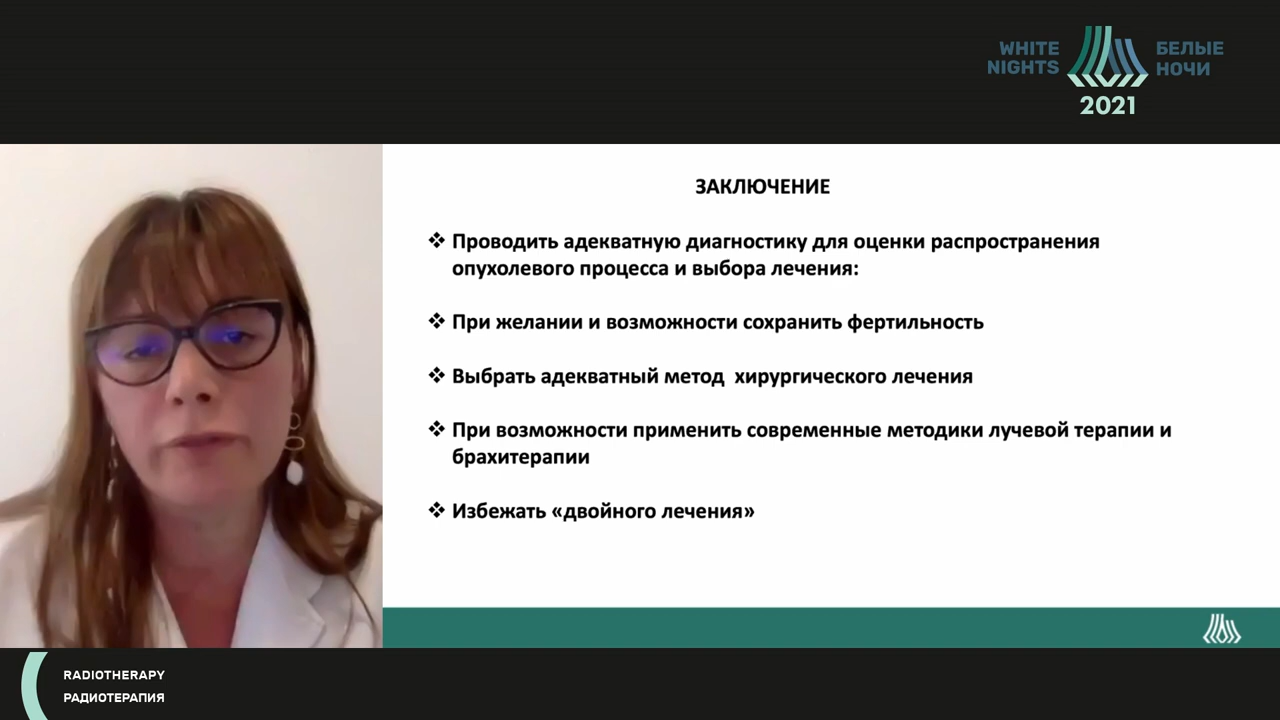 WHITE
NIGHTS
БЕЛЫЕ
НОЧИ
2021
ЗАКЛЮЧЕНИЕ
❖ Проводить адекватную диагностику для оценки распространения
опухолевого процесса и выбора лечения:
❖ При желании и возможности сохранить фертильность
❖ Выбрать адекватный метод хирургического лечения
❖ При возможности применить современные методики лучевой терапии и
брахитерапии
❖ Избежать «двойного лечения»
RADIOTHERAPY
РАДИОТЕРАПИЯ